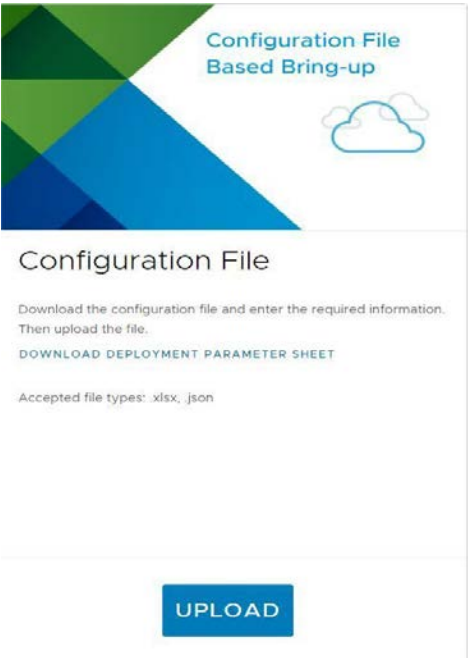 Configuration File
Based Bring-up
Configuration File
Download the configuration file and enter the required information.
Then upload the file.
DOWNLOAD DEPLOYMENT PARAMETER SHEET
Accepted file types: .xlsx, .json
UPLOAD